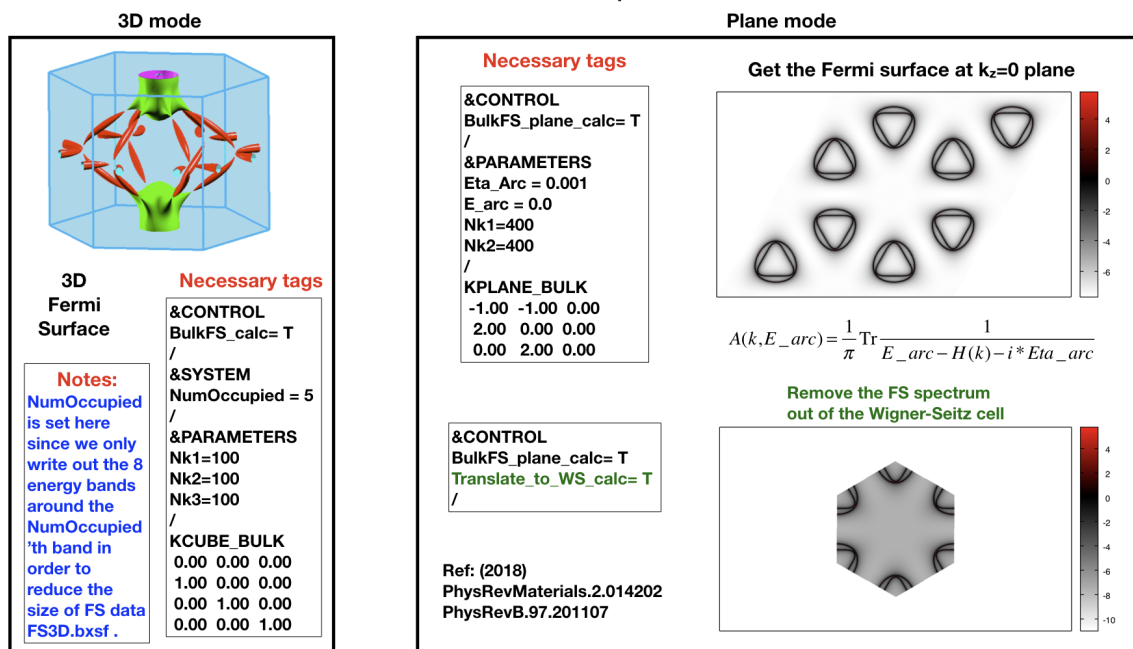 3D mode
3D
Fermi
Surface
Necessary tags
&CONTROL
BulkFS_calc= T
/
&SYSTEM
NumOccupied = 5
/
&PARAMETERS
Nk1=100
Nk2=100
Nk3=100
/
KCUBE_BULK
0.00 0.00 0.00
1.00 0.00 0.00
0.00 1.00 0.00
0.00 0.00 1.00
Notes:
NumOccupied
is set here
since we only
write out the 8
energy bands
around the
NumOccupied
'th band in
order to
reduce the
size of FS data
FS3D.bxsf .
Plane mode
Necessary tags
&CONTROL
BulkFS_plane_calc= T
/
&PARAMETERS
Eta_Arc = 0.001
E_arc = 0.0
Nk1=400
Nk2=400
/
KPLANE_BULK
-1.00 -1.00 0.00
2.00 0.00 0.00
0.00 2.00 0.00
Get the Fermi surface at k_z=0 plane
4
2
0
-2
-4
-6
A(k,E_arc) = 1/π Tr 1/(E_arc − H(k) − i * Eta_arc)
&CONTROL
BulkFS_plane_calc= T
Translate_to_WS_calc= T
/
Remove the FS spectrum
out of the Wigner-Seitz cell
4
2
0
-2
-4
-6
-8
-10
Ref: (2018)
PhysRevMaterials.2.014202
PhysRevB.97.201107